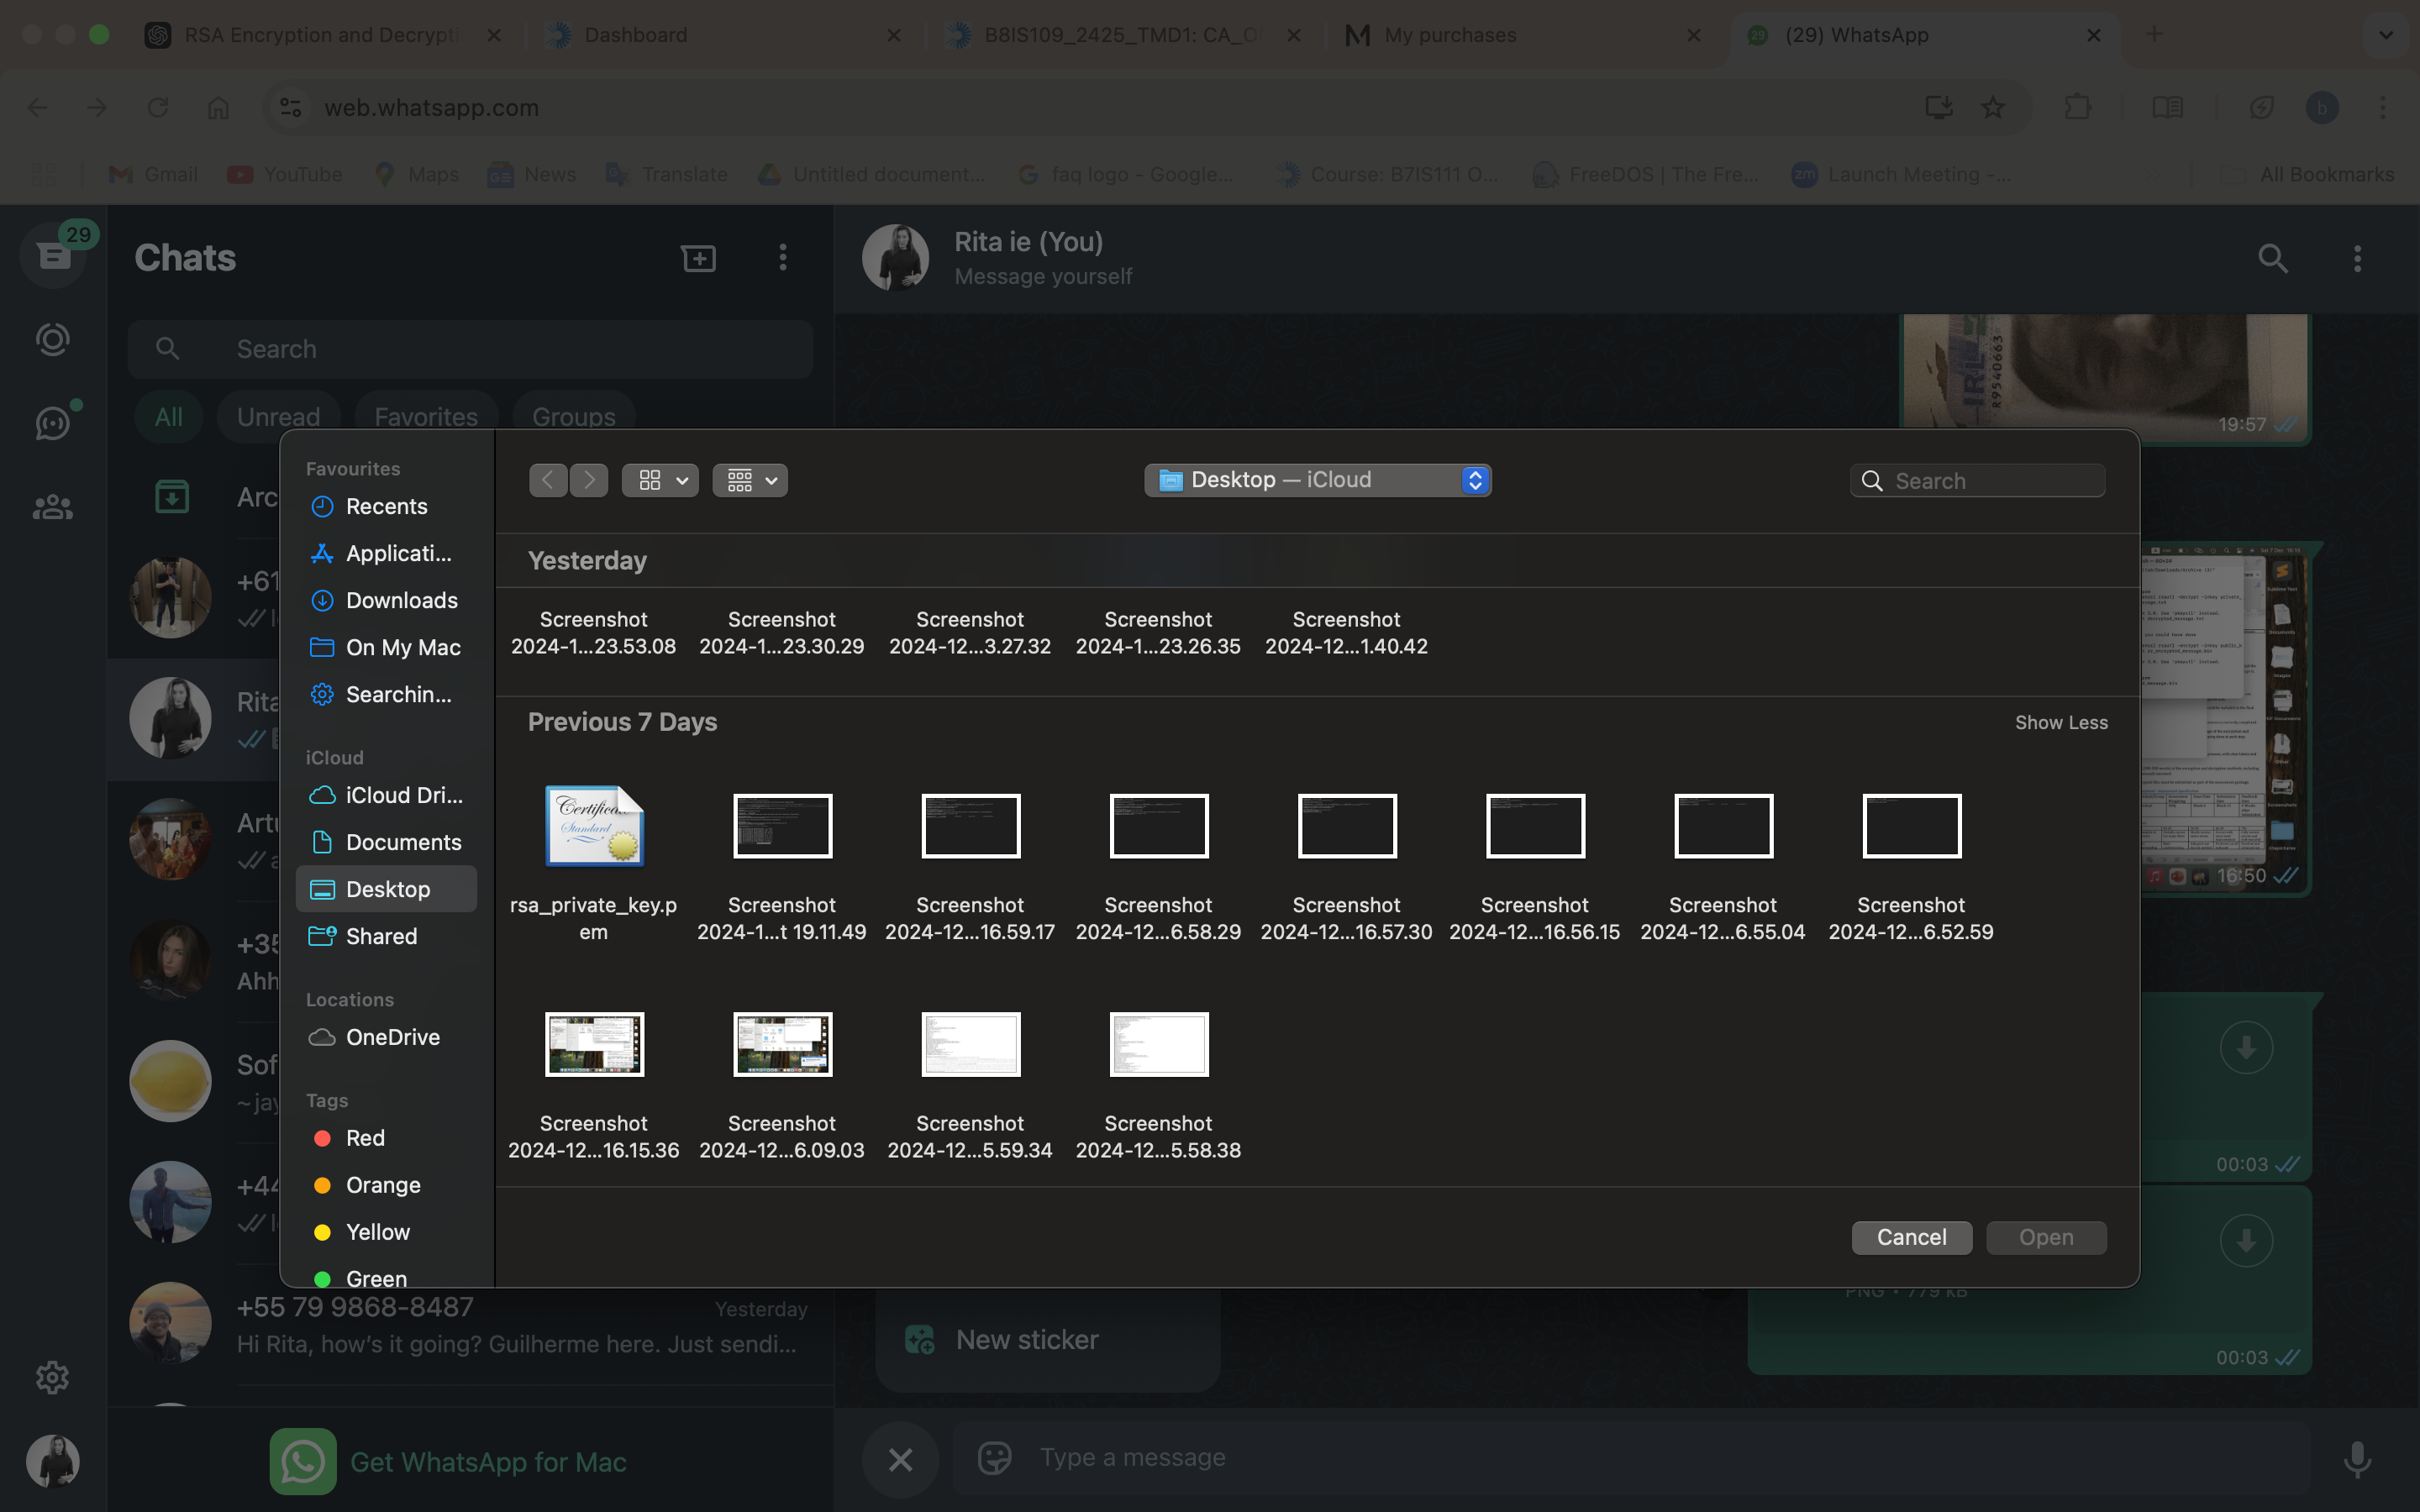 RSA Encryption and Decrypti
Dashboard
B8IS109_2425_TMD1: CA_O
My purchases
(29) WhatsApp
web.whatsapp.com
b
Gmail
YouTube
Maps
News
Translate
Untitled document...
faq logo - Google...
Course: B7IS111 O...
FreeDOS | The Fre...
Launch Meeting -...
All Bookmarks
29
Chats
Search
All
Unread
Favorites
Groups
Arc
+61
Rita
Artu
+35
Ahh
Sof
~ jay
+44
+55 79 9868-8487
Yesterday
Hi Rita, how's it going? Guilherme here. Just sendi...
Get WhatsApp for Mac
Rita ie (You)
Message yourself
IRL
R9540663
19:57
16:50
00:03
PNG • 779 kB
00:03
New sticker
Type a message
Favourites
Recents
Applicati...
Downloads
On My Mac
Searchin...
iCloud
iCloud Dri...
Documents
Desktop
Shared
Locations
OneDrive
Tags
Red
Orange
Yellow
Green
Desktop — iCloud
Search
Yesterday
Screenshot
2024-1...23.53.08
Screenshot
2024-1...23.30.29
Screenshot
2024-12...3.27.32
Screenshot
2024-1...23.26.35
Screenshot
2024-12...1.40.42
Previous 7 Days
Show Less
Certificate
Standard
rsa_private_key.p
em
Screenshot
2024-1...t 19.11.49
Screenshot
2024-12...16.59.17
Screenshot
2024-12...6.58.29
Screenshot
2024-12...16.57.30
Screenshot
2024-12...16.56.15
Screenshot
2024-12...6.55.04
Screenshot
2024-12...6.52.59
Screenshot
2024-12...16.15.36
Screenshot
2024-12...6.09.03
Screenshot
2024-12...5.59.34
Screenshot
2024-12...5.58.38
Cancel
Open